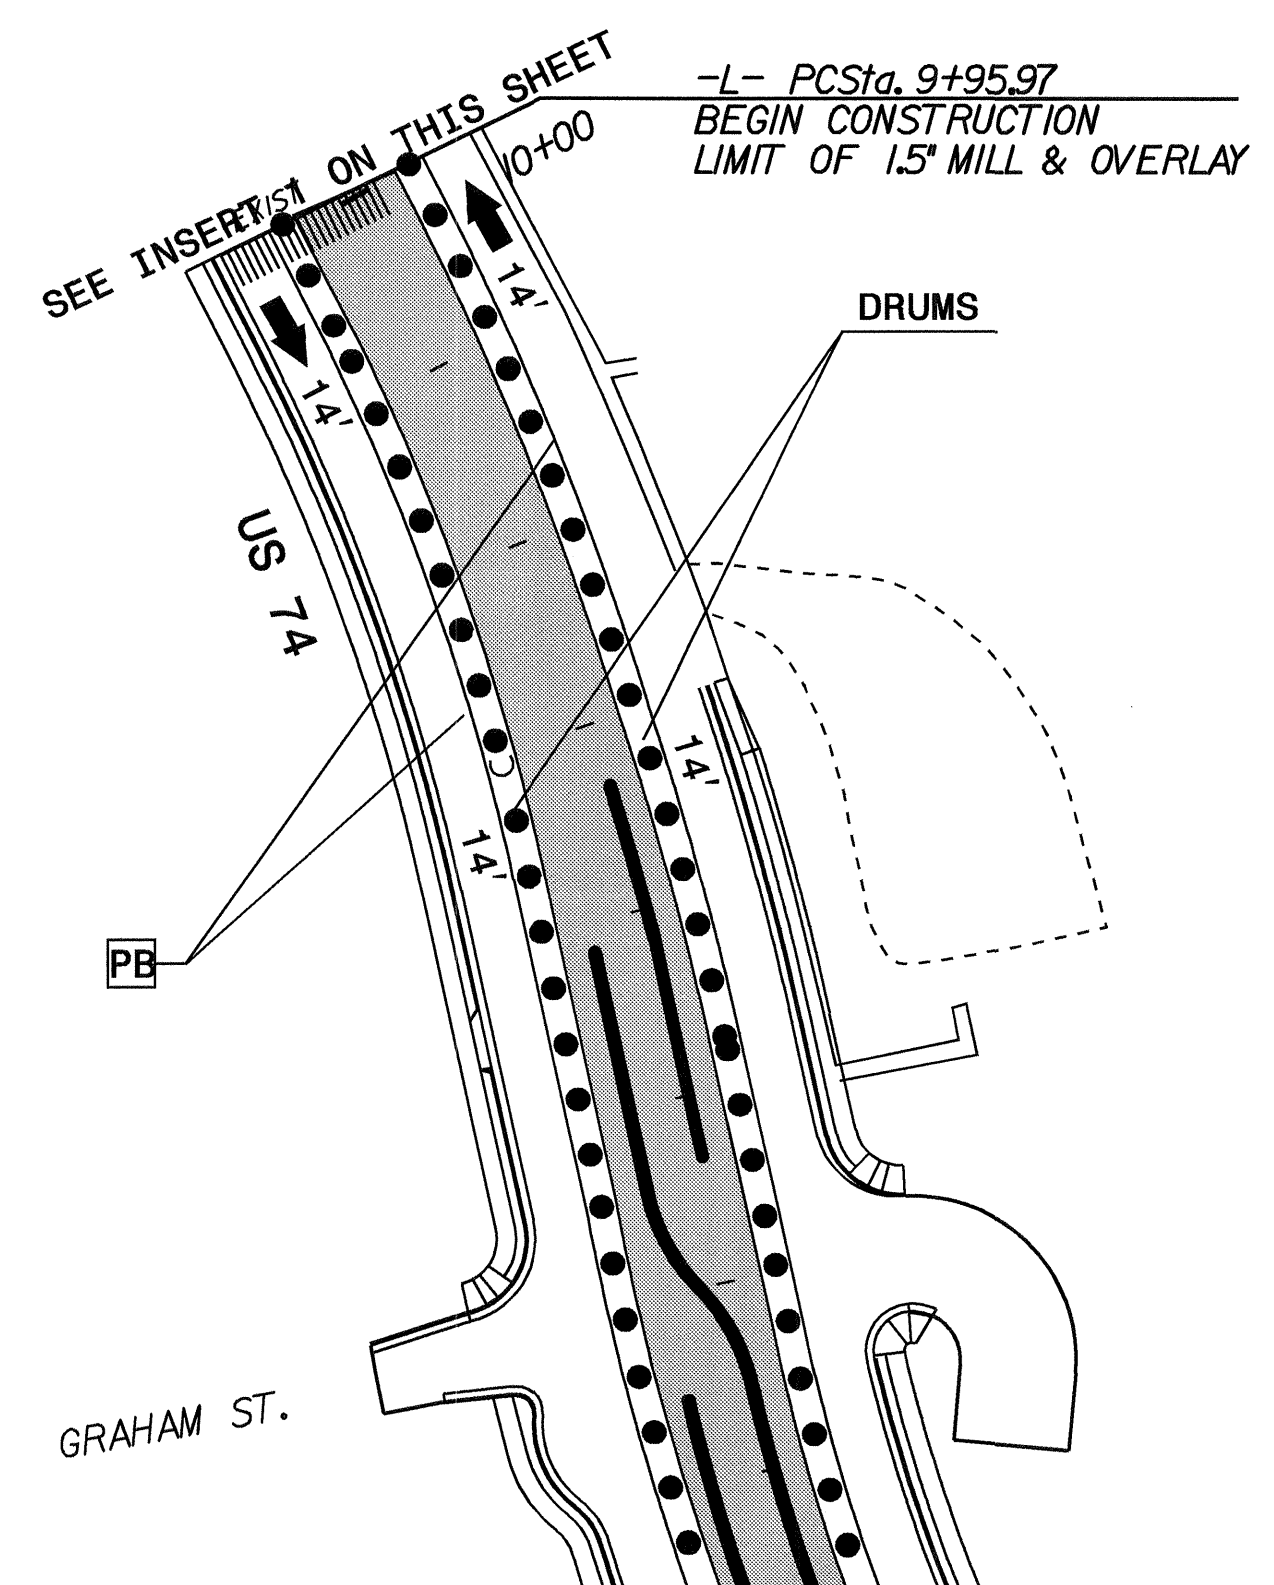 SEE INSERT ON THIS SHEET
EXIST
-L- PCSta. 9+95.97
BEGIN CONSTRUCTION
LIMIT OF 1.5" MILL & OVERLAY
10+00
14'
14'
DRUMS
US 74
14'
14'
PB
GRAHAM ST.